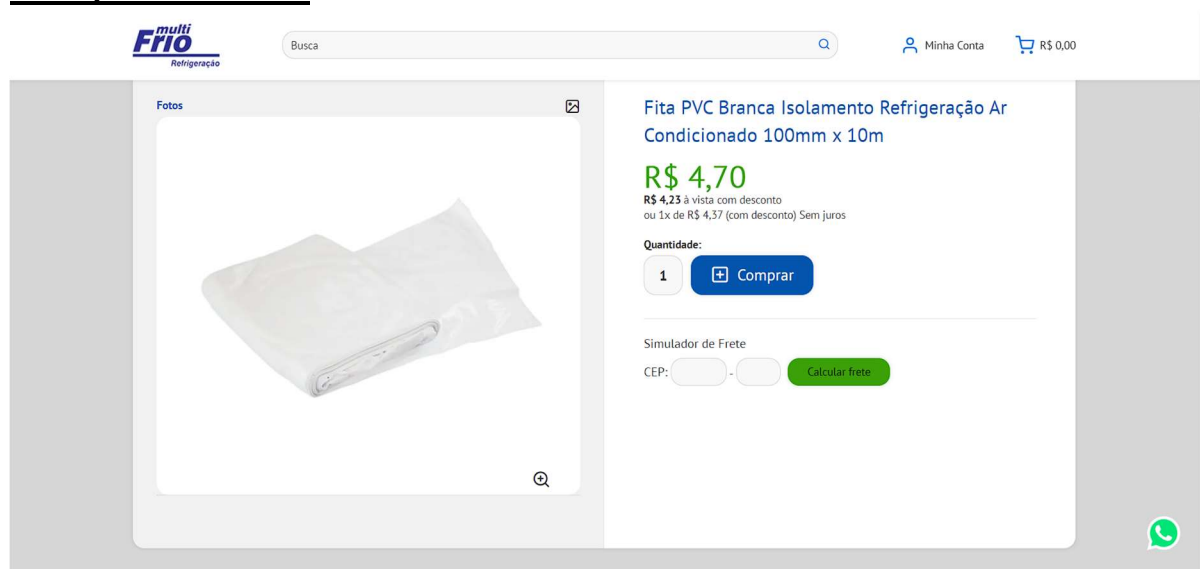 multi
Frio
Refrigeração
Busca
Minha Conta
R$ 0,00
Fotos
Fita PVC Branca Isolamento Refrigeração Ar
Condicionado 100mm x 10m
R$ 4,70
R$ 4,23 à vista com desconto
ou 1x de R$ 4,37 (com desconto) Sem juros
Quantidade:
1
Comprar
Simulador de Frete
CEP:
-
Calcular frete